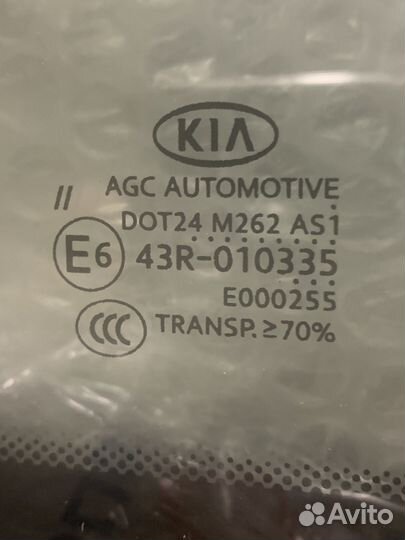 KIA
// AGC AUTOMOTIVE
DOT24 M262 AS1
E6 43R-010335
E000255
CCC TRANSP.≥70%
Avito